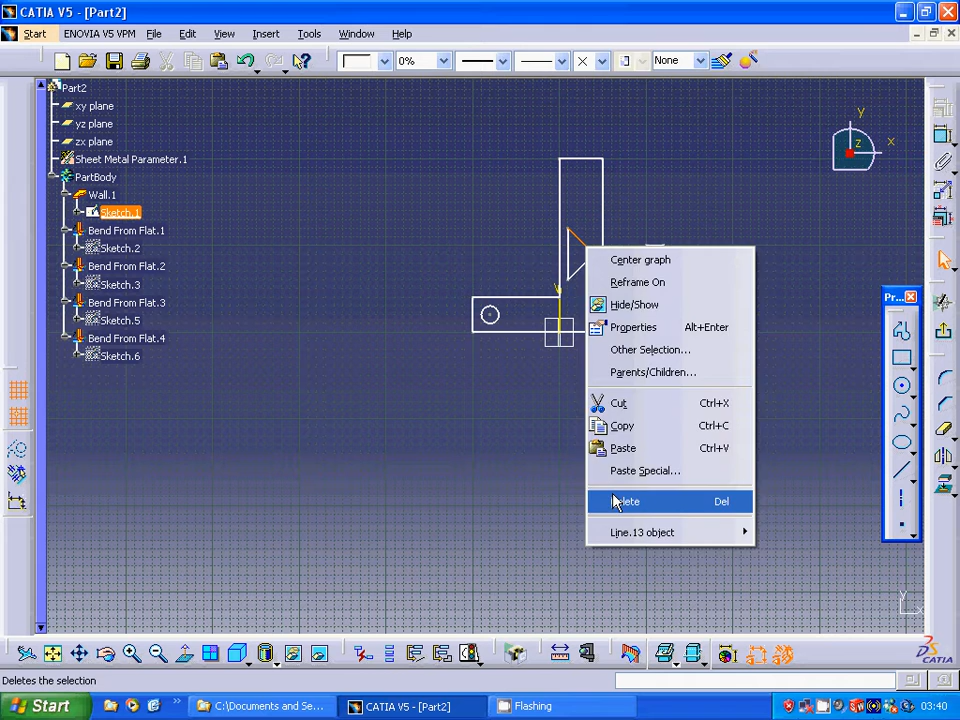 CATIA V5 - [Part2]
Start ENOVIA V5 VPM File Edit View Insert Tools Window Help
0% None
Part2
xy plane
yz plane
zx plane
Sheet Metal Parameter.1
PartBody
Wall.1
Sketch.1
Bend From Flat.1
Sketch.2
Bend From Flat.2
Sketch.3
Bend From Flat.3
Sketch.5
Bend From Flat.4
Sketch.6
y
z x
Center graph
Reframe On
Hide/Show
Properties Alt+Enter
Other Selection...
Parents/Children...
Cut Ctrl+X
Copy Ctrl+C
Paste Ctrl+V
Paste Special...
Delete Del
Line.13 object
Pr...
Y
CATIA
Deletes the selection
Start C:\Documents and Se... CATIA V5 - [Part2] Flashing 03:40